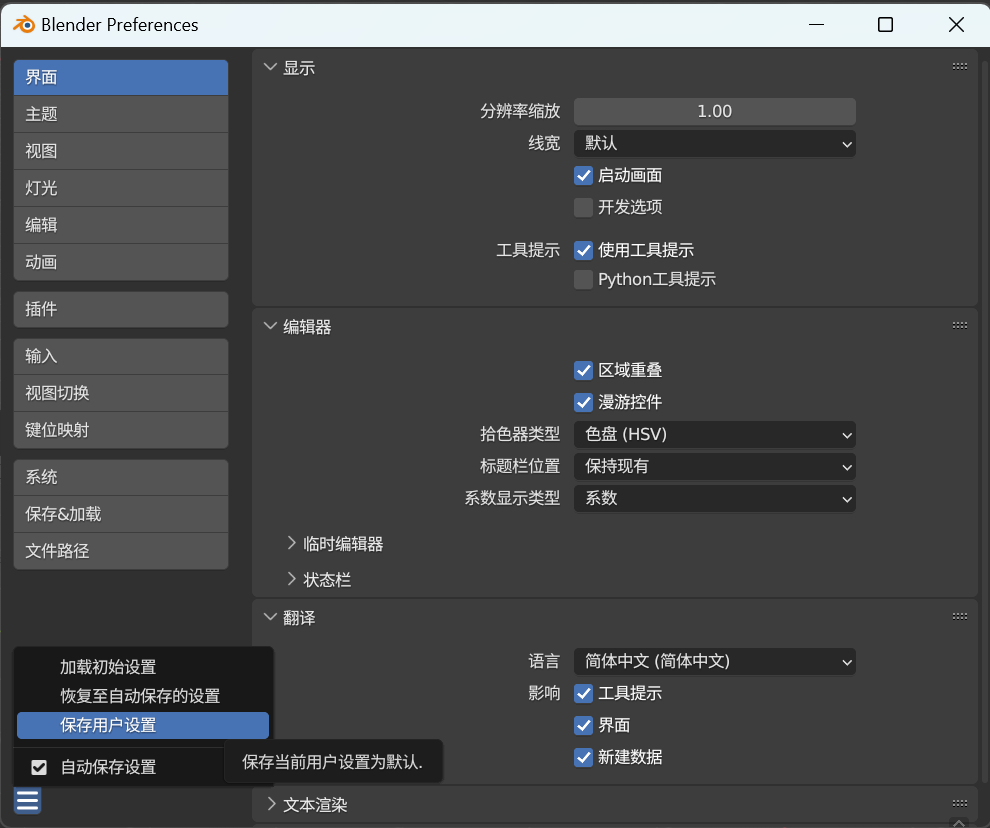 Blender Preferences
界面
主题
视图
灯光
编辑
动画
插件
输入
视图切换
键位映射
系统
保存&加载
文件路径
加载初始设置
恢复至自动保存的设置
保存用户设置
自动保存设置
保存当前用户设置为默认.
显示
分辨率缩放 1.00
线宽 默认
启动画面
开发选项
工具提示 使用工具提示
Python工具提示
编辑器
区域重叠
漫游控件
拾色器类型 色盘 (HSV)
标题栏位置 保持现有
系数显示类型 系数
临时编辑器
状态栏
翻译
语言 简体中文 (简体中文)
影响 工具提示
界面
新建数据
文本渲染